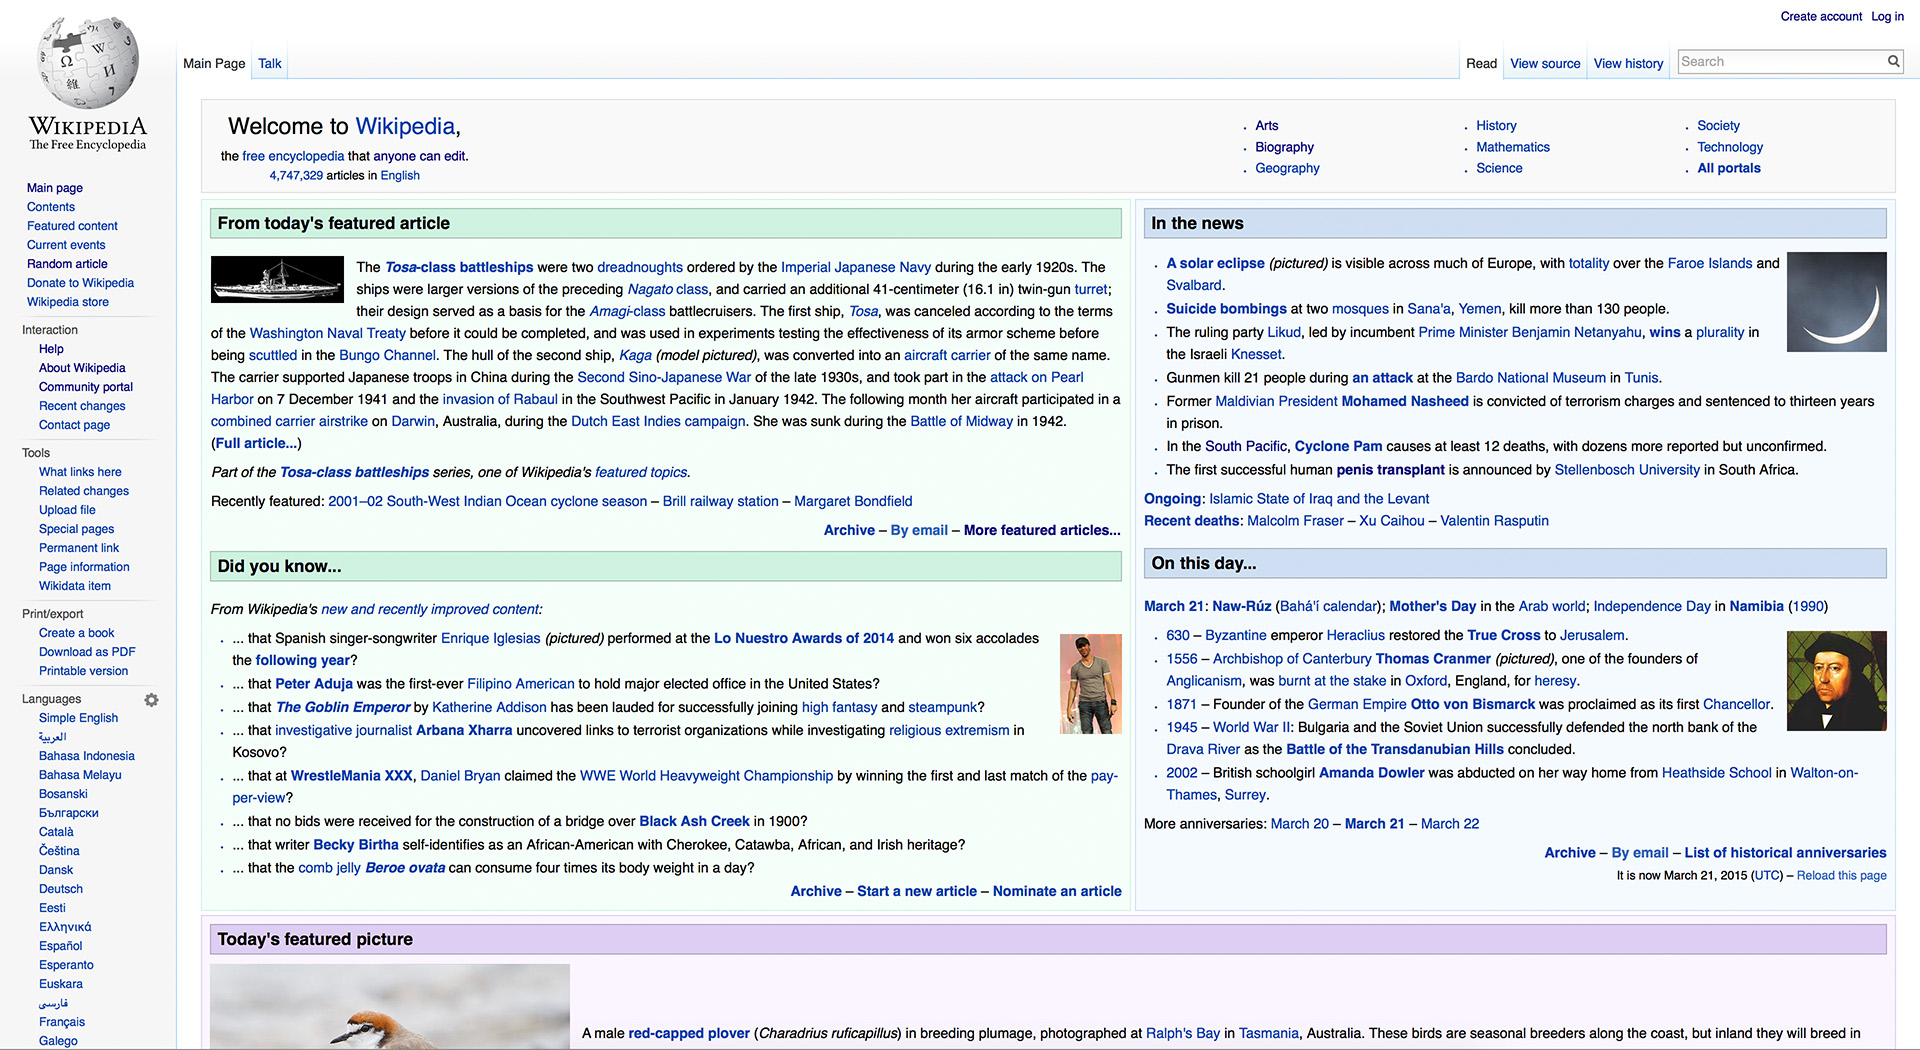 Create account Log in
Main Page Talk
Read View source View history Search
WIKIPEDIA
The Free Encyclopedia
Main page
Contents
Featured content
Current events
Random article
Donate to Wikipedia
Wikipedia store
Interaction
Help
About Wikipedia
Community portal
Recent changes
Contact page
Tools
What links here
Related changes
Upload file
Special pages
Permanent link
Page information
Wikidata item
Print/export
Create a book
Download as PDF
Printable version
Languages
Simple English
العربية
Bahasa Indonesia
Bahasa Melayu
Bosanski
Български
Català
Čeština
Dansk
Deutsch
Eesti
Ελληνικά
Español
Esperanto
Euskara
فارسی
Français
Galego
Welcome to Wikipedia,
the free encyclopedia that anyone can edit.
4,747,329 articles in English
Arts
Biography
Geography
History
Mathematics
Science
Society
Technology
All portals
From today's featured article
The Tosa-class battleships were two dreadnoughts ordered by the Imperial Japanese Navy during the early 1920s. The
ships were larger versions of the preceding Nagato class, and carried an additional 41-centimeter (16.1 in) twin-gun turret;
their design served as a basis for the Amagi-class battlecruisers. The first ship, Tosa, was canceled according to the terms
of the Washington Naval Treaty before it could be completed, and was used in experiments testing the effectiveness of its armor scheme before
being scuttled in the Bungo Channel. The hull of the second ship, Kaga (model pictured), was converted into an aircraft carrier of the same name.
The carrier supported Japanese troops in China during the Second Sino-Japanese War of the late 1930s, and took part in the attack on Pearl
Harbor on 7 December 1941 and the invasion of Rabaul in the Southwest Pacific in January 1942. The following month her aircraft participated in a
combined carrier airstrike on Darwin, Australia, during the Dutch East Indies campaign. She was sunk during the Battle of Midway in 1942.
(Full article...)
Part of the Tosa-class battleships series, one of Wikipedia's featured topics.
Recently featured: 2001–02 South-West Indian Ocean cyclone season – Brill railway station – Margaret Bondfield
Archive – By email – More featured articles...
Did you know...
From Wikipedia's new and recently improved content:
... that Spanish singer-songwriter Enrique Iglesias (pictured) performed at the Lo Nuestro Awards of 2014 and won six accolades
the following year?
... that Peter Aduja was the first-ever Filipino American to hold major elected office in the United States?
... that The Goblin Emperor by Katherine Addison has been lauded for successfully joining high fantasy and steampunk?
... that investigative journalist Arbana Xharra uncovered links to terrorist organizations while investigating religious extremism in
Kosovo?
... that at WrestleMania XXX, Daniel Bryan claimed the WWE World Heavyweight Championship by winning the first and last match of the pay-
per-view?
... that no bids were received for the construction of a bridge over Black Ash Creek in 1900?
... that writer Becky Birtha self-identifies as an African-American with Cherokee, Catawba, African, and Irish heritage?
... that the comb jelly Beroe ovata can consume four times its body weight in a day?
Archive – Start a new article – Nominate an article
In the news
A solar eclipse (pictured) is visible across much of Europe, with totality over the Faroe Islands and
Svalbard.
Suicide bombings at two mosques in Sana'a, Yemen, kill more than 130 people.
The ruling party Likud, led by incumbent Prime Minister Benjamin Netanyahu, wins a plurality in
the Israeli Knesset.
Gunmen kill 21 people during an attack at the Bardo National Museum in Tunis.
Former Maldivian President Mohamed Nasheed is convicted of terrorism charges and sentenced to thirteen years
in prison.
In the South Pacific, Cyclone Pam causes at least 12 deaths, with dozens more reported but unconfirmed.
The first successful human penis transplant is announced by Stellenbosch University in South Africa.
Ongoing: Islamic State of Iraq and the Levant
Recent deaths: Malcolm Fraser – Xu Caihou – Valentin Rasputin
On this day...
March 21: Naw-Rúz (Bahá'í calendar); Mother's Day in the Arab world; Independence Day in Namibia (1990)
630 – Byzantine emperor Heraclius restored the True Cross to Jerusalem.
1556 – Archbishop of Canterbury Thomas Cranmer (pictured), one of the founders of
Anglicanism, was burnt at the stake in Oxford, England, for heresy.
1871 – Founder of the German Empire Otto von Bismarck was proclaimed as its first Chancellor.
1945 – World War II: Bulgaria and the Soviet Union successfully defended the north bank of the
Drava River as the Battle of the Transdanubian Hills concluded.
2002 – British schoolgirl Amanda Dowler was abducted on her way home from Heathside School in Walton-on-
Thames, Surrey.
More anniversaries: March 20 – March 21 – March 22
Archive – By email – List of historical anniversaries
It is now March 21, 2015 (UTC) – Reload this page
Today's featured picture
A male red-capped plover (Charadrius ruficapillus) in breeding plumage, photographed at Ralph's Bay in Tasmania, Australia. These birds are seasonal breeders along the coast, but inland they will breed in